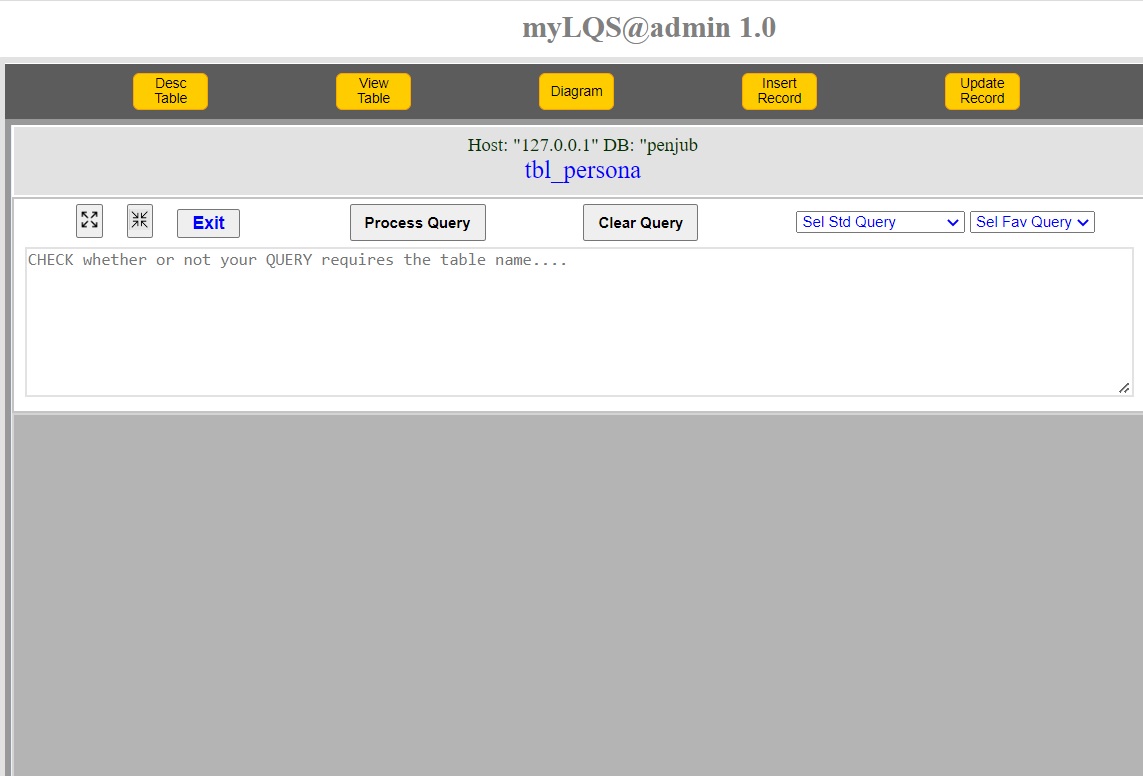 myLQS@admin 1.0
Desc
Table
View
Table
Diagram
Insert
Record
Update
Record
Host: "127.0.0.1" DB: "penjub
tbl_persona
Exit
Process Query
Clear Query
Sel Std Query
Sel Fav Query
CHECK whether or not your QUERY requires the table name....